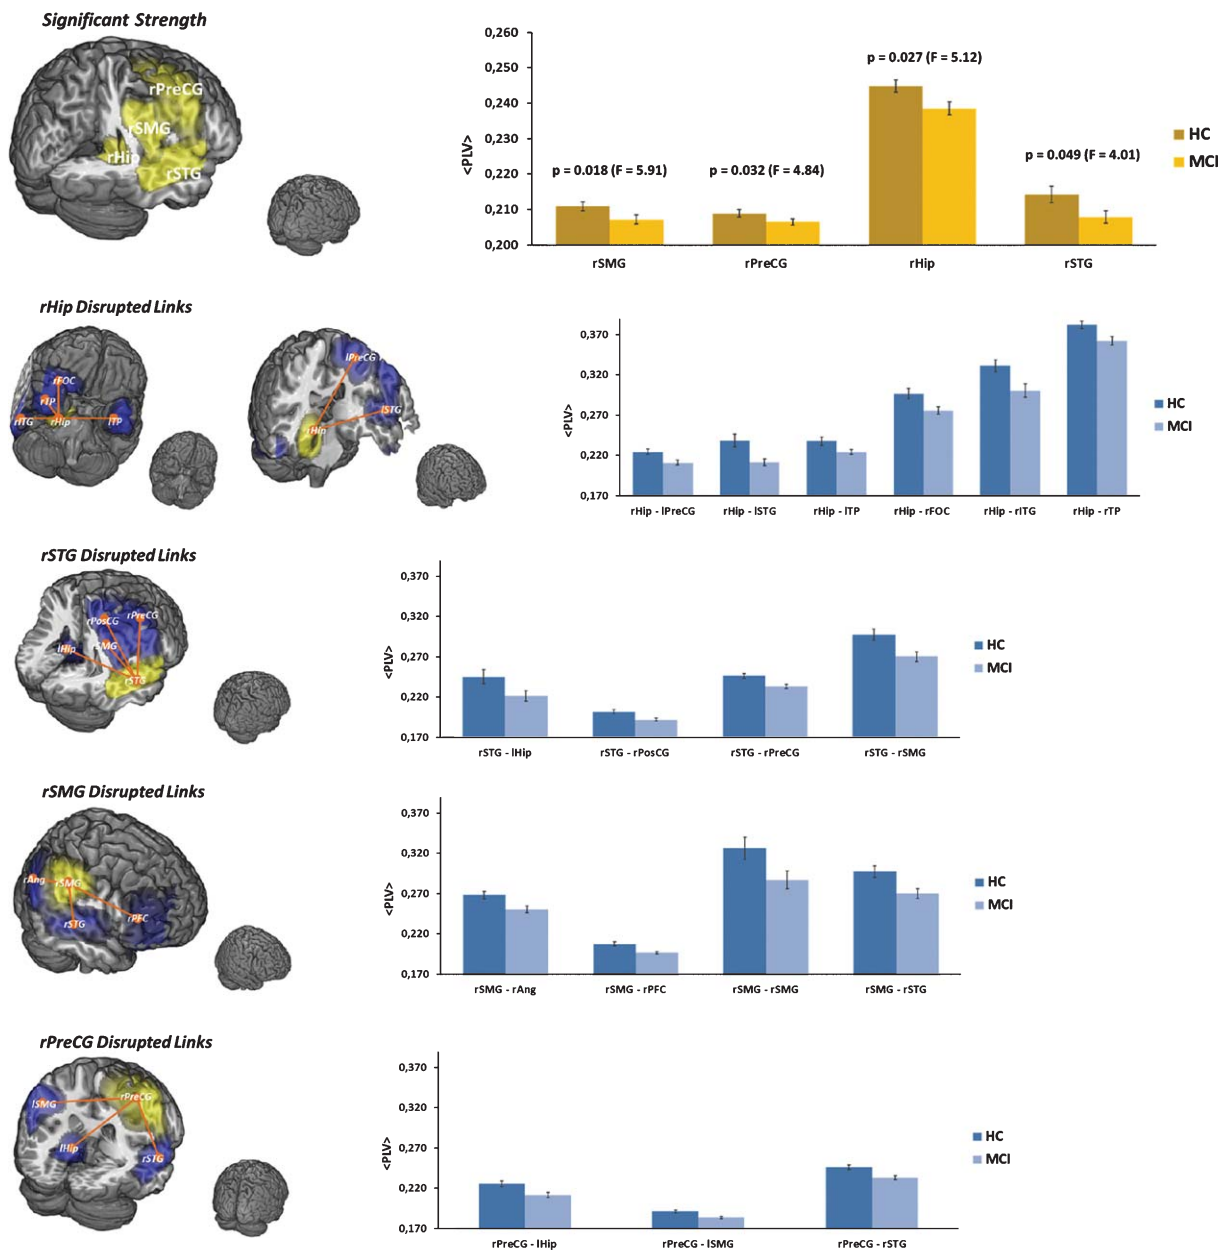 Significant Strength
rPreCG
rSMG
rHip
rSTG
0,260
0,250
0,240
0,230
0,220
0,210
0,200
<PLV>
p = 0.018 (F = 5.91)
p = 0.032 (F = 4.84)
p = 0.027 (F = 5.12)
p = 0.049 (F = 4.01)
rSMG
rPreCG
rHip
rSTG
HC
MCI
rHip Disrupted Links
rFOC
rTP
rITG
rHip
lTP
lPreCG
lSTG
rHip
0,370
0,320
0,270
0,220
0,170
<PLV>
rHip - lPreCG
rHip - lSTG
rHip - lTP
rHip - rFOC
rHip - rITG
rHip - rTP
HC
MCI
rSTG Disrupted Links
rPosCG
rPreCG
lHip
rSMG
rSTG
0,370
0,320
0,270
0,220
0,170
<PLV>
rSTG - lHip
rSTG - rPosCG
rSTG - rPreCG
rSTG - rSMG
HC
MCI
rSMG Disrupted Links
rAng
rSMG
rSTG
rPFC
0,370
0,320
0,270
0,220
0,170
<PLV>
rSMG - rAng
rSMG - rPFC
rSMG - rSMG
rSMG - rSTG
HC
MCI
rPreCG Disrupted Links
rPreCG
lSMG
lHip
rSTG
0,370
0,320
0,270
0,220
0,170
<PLV>
rPreCG - lHip
rPreCG - lSMG
rPreCG - rSTG
HC
MCI